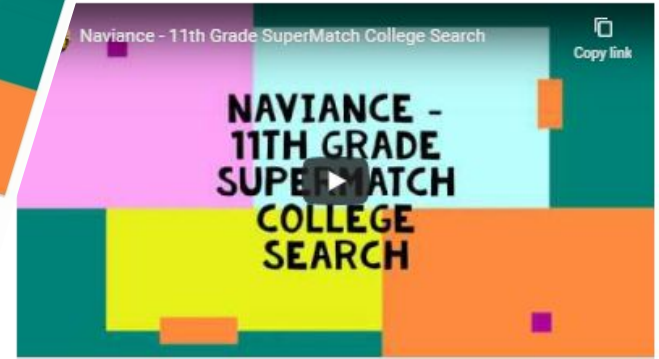 Naviance - 11th Grade SuperMatch College Search
Copy link
NAVIANCE -
11TH GRADE
SUPERMATCH
COLLEGE
SEARCH